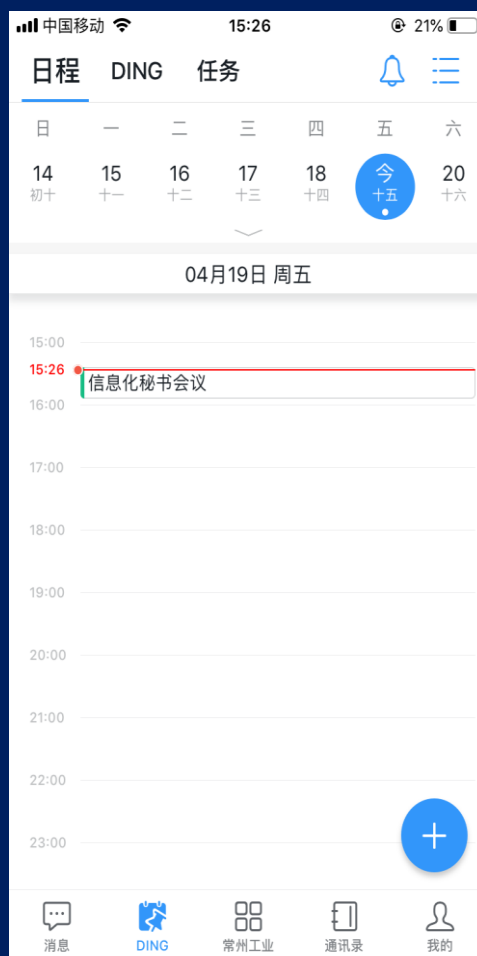 中国移动 15:26 21%
日程 DING 任务
日 一 二 三 四 五 六
14 15 16 17 18 今 20
初十 十一 十二 十三 十四 十五 十六
04月19日 周五
15:00
15:26 信息化秘书会议
16:00
17:00
18:00
19:00
20:00
21:00
22:00
23:00
消息 DING 常州工业 通讯录 我的